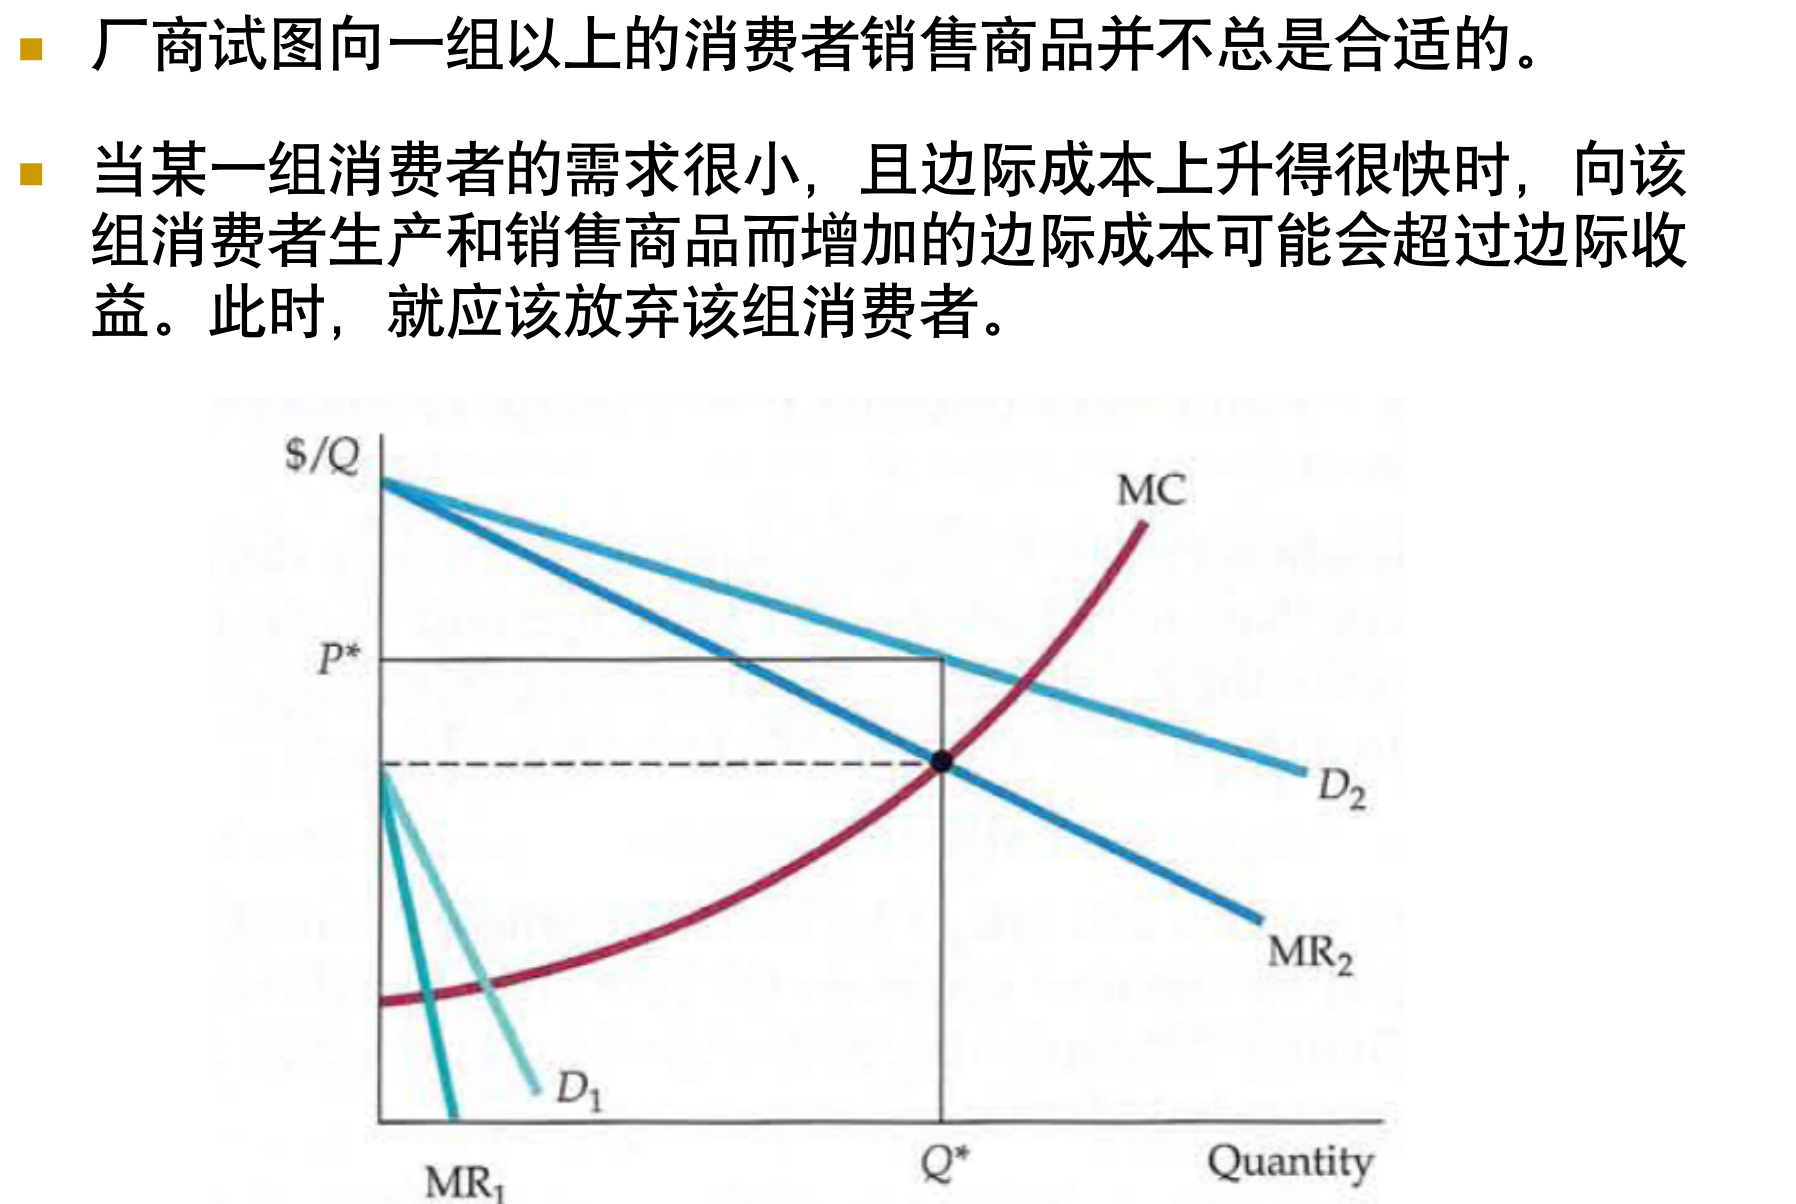 厂商试图向一组以上的消费者销售商品并不总是合适的。
当某一组消费者的需求很小，且边际成本上升得很快时，向该
组消费者生产和销售商品而增加的边际成本可能会超过边际收
益。此时，就应该放弃该组消费者。
$/Q
MC
P*
D₂
MR₂
D₁
Q*
Quantity
MR₁